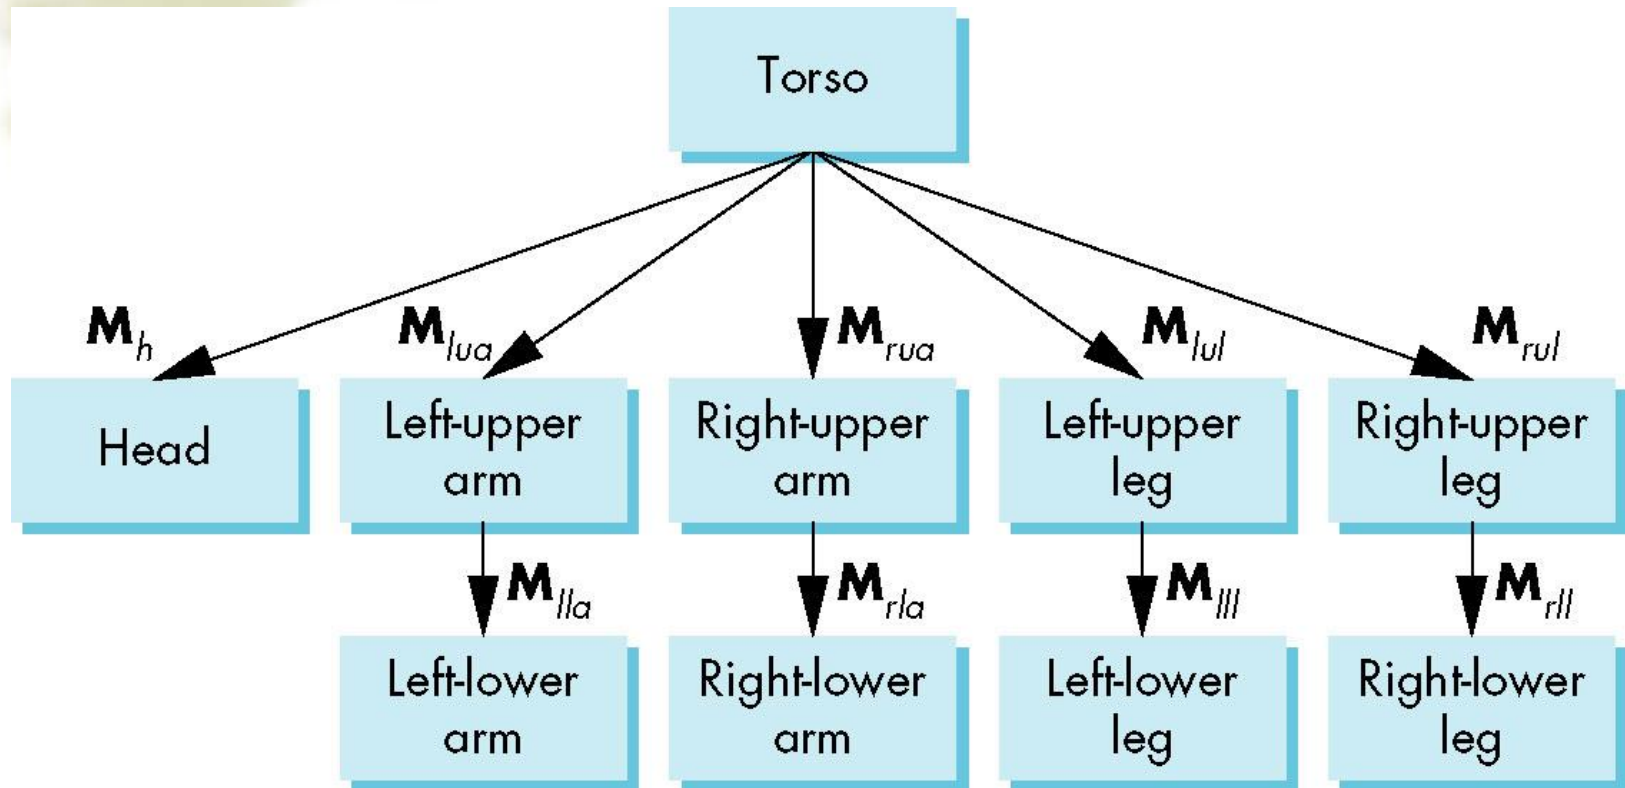 Torso
M_h
M_lua
M_rua
M_lul
M_rul
Head
Left-upper
arm
Right-upper
arm
Left-upper
leg
Right-upper
leg
M_lla
M_rla
M_lll
M_rll
Left-lower
arm
Right-lower
arm
Left-lower
leg
Right-lower
leg